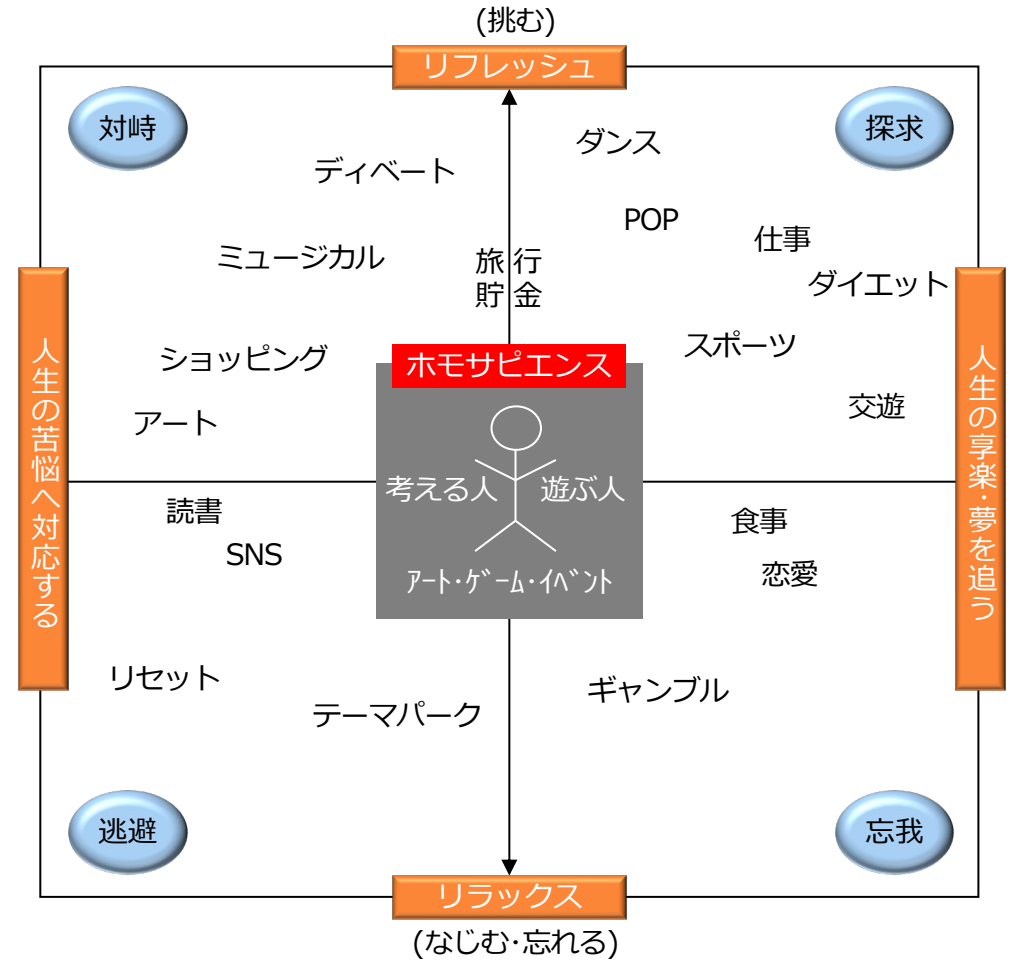 (挑む)
リフレッシュ
対峙
探求
ダンス
ディベート
POP
仕事
ミュージカル
旅行
貯金
ダイエット
人生の苦悩へ対応する
人生の享楽・夢を追う
ショッピング
ホモサピエンス
スポーツ
アート
交遊
考える人 遊ぶ人
読書
食事
SNS
恋愛
ｱｰﾄ・ｹﾞｰﾑ・ｲﾍﾞﾝﾄ
リセット
ギャンブル
テーマパーク
逃避
忘我
リラックス
(なじむ・忘れる)